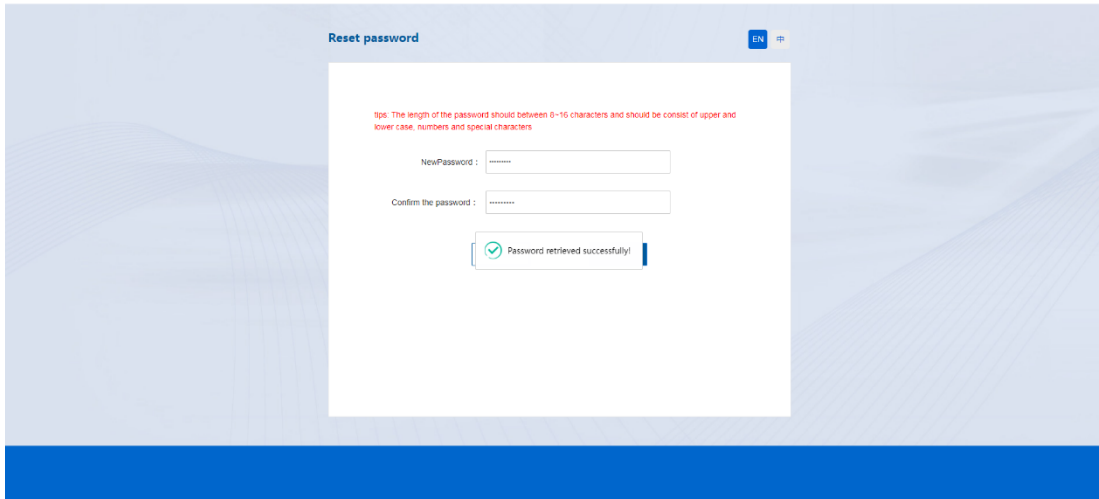 Reset password
EN 中
tips: The length of the password should between 8~16 characters and should be consist of upper and
lower case, numbers and special characters
NewPassword :
Confirm the password :
Password retrieved successfully!